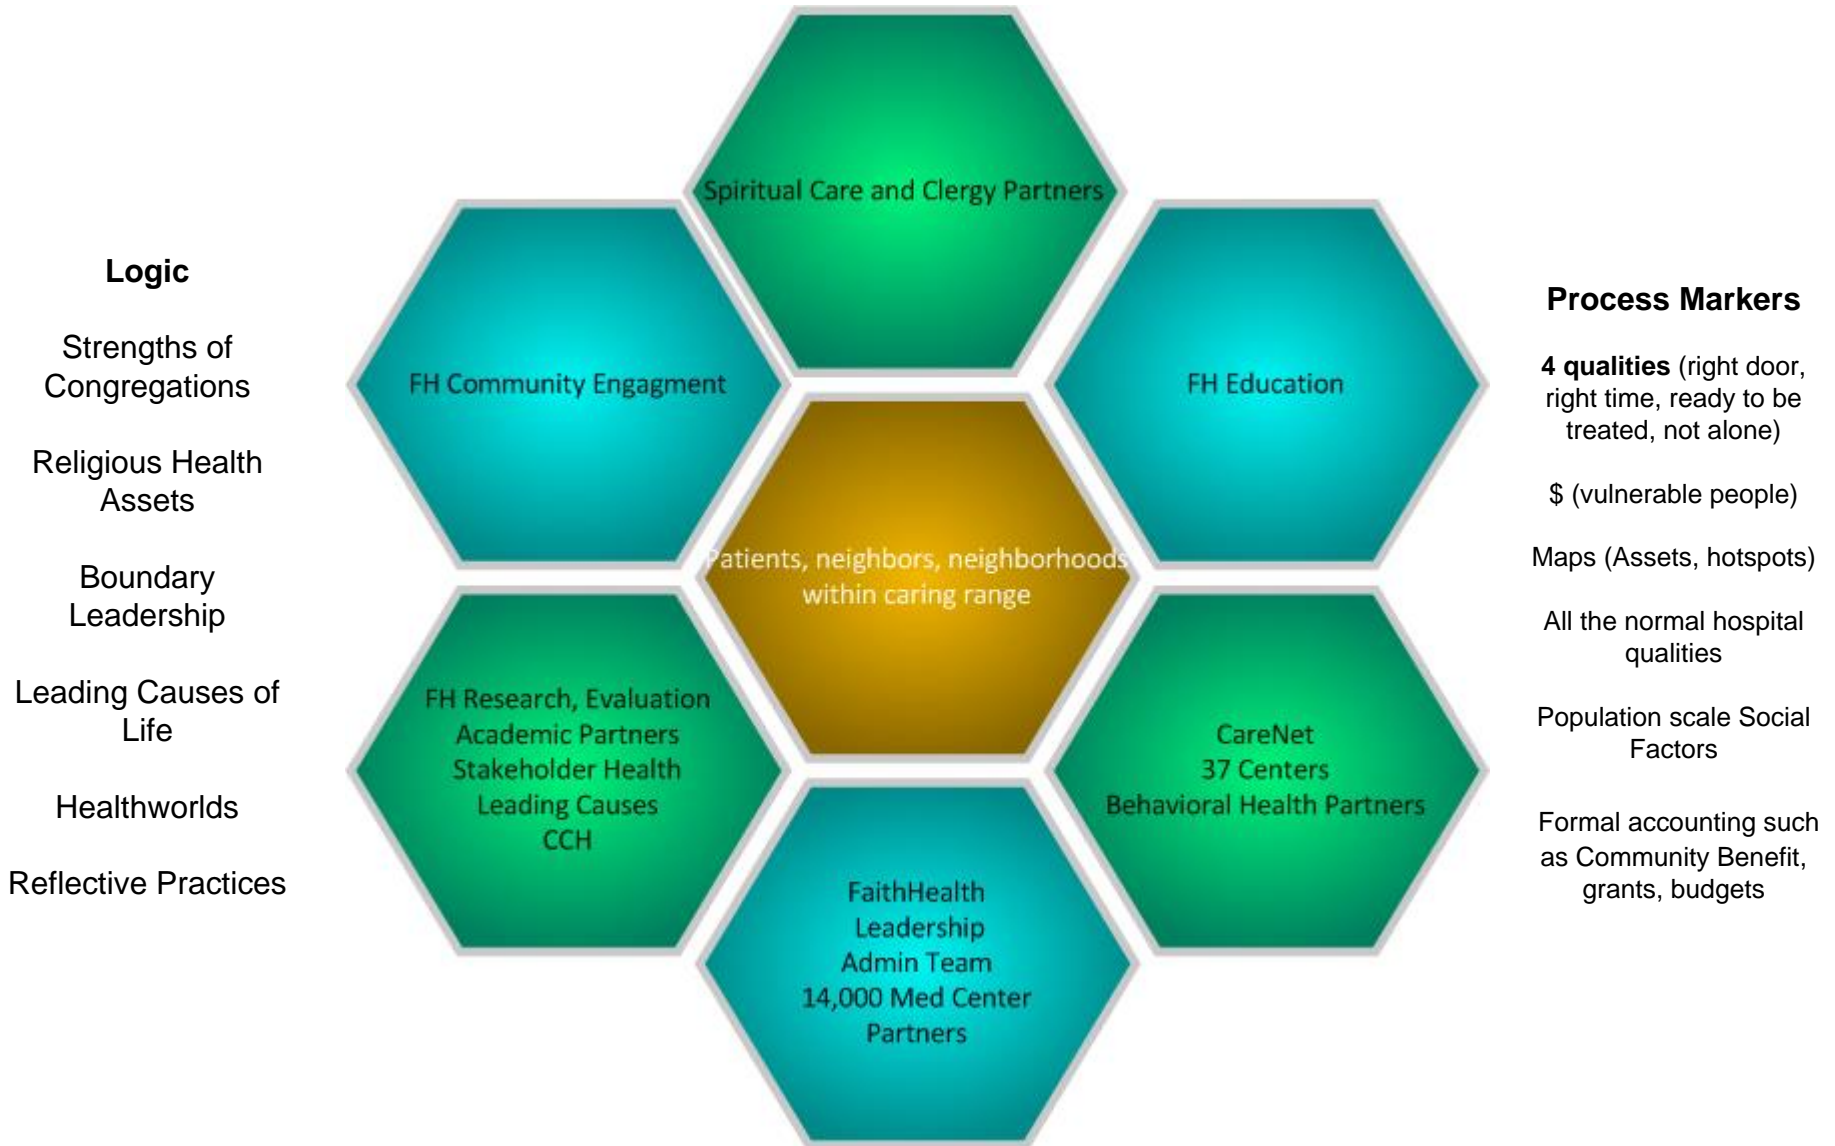 Logic
Strengths of
Congregations
Religious Health
Assets
Boundary
Leadership
Leading Causes of
Life
Healthworlds
Reflective Practices
Spiritual Care and Clergy Partners
FH Community Engagment
FH Education
Patients, neighbors, neighborhoods
within caring range
FH Research, Evaluation
Academic Partners
Stakeholder Health
Leading Causes
CCH
CareNet
37 Centers
Behavioral Health Partners
FaithHealth
Leadership
Admin Team
14,000 Med Center
Partners
Process Markers
4 qualities (right door,
right time, ready to be
treated, not alone)
$ (vulnerable people)
Maps (Assets, hotspots)
All the normal hospital
qualities
Population scale Social
Factors
Formal accounting such
as Community Benefit,
grants, budgets